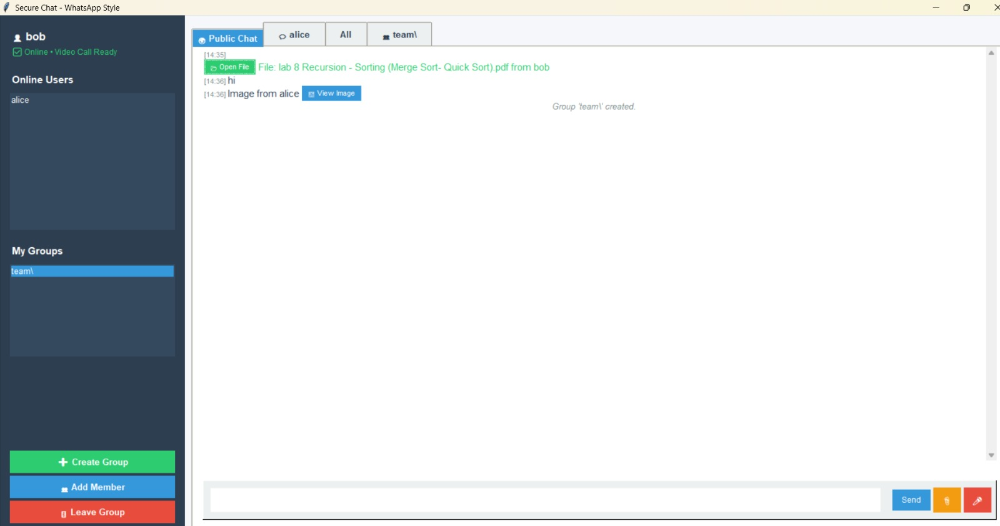 Secure Chat - WhatsApp Style
bob
Online • Video Call Ready
Online Users
alice
My Groups
team\
Create Group
Add Member
Leave Group
Public Chat
alice
All
team\
[14:35]
Open File File: lab 8 Recursion - Sorting (Merge Sort- Quick Sort).pdf from bob
[14:36] hi
[14:36] Image from alice View Image
Group 'team\' created.
Send